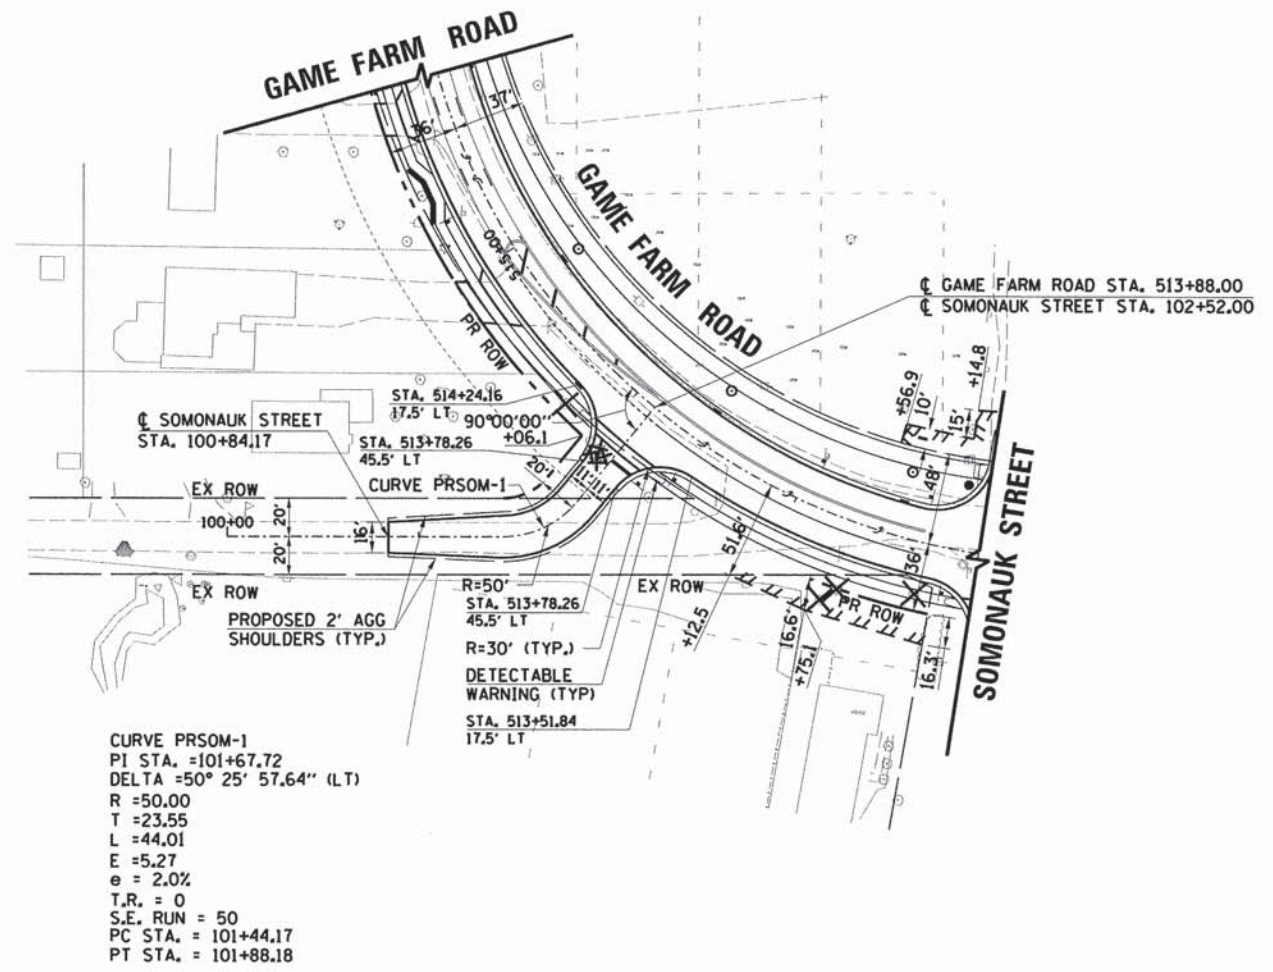 GAME FARM ROAD
37'
36'
GAME FARM ROAD
515+00
℄ GAME FARM ROAD STA. 513+88.00
℄ SOMONAUK STREET STA. 102+52.00
PR ROW
+14.8
+56.9
10'
15'
STA. 514+24.16
17.5' LT
90°00'00"
+06.1
℄ SOMONAUK STREET
STA. 100+84.17
STA. 513+78.26
45.5' LT
20'
11'
11'
48'
CURVE PRSOM-1
EX ROW
100+00
20'
20'
16'
51.6'
36'
SOMONAUK STREET
EX ROW
R=50'
EX ROW
PR ROW
STA. 513+78.26
45.5' LT
PROPOSED 2' AGG
SHOULDERS (TYP.)
+12.5
16.6'
+75.1
16.3'
R=30' (TYP.)
DETECTABLE
WARNING (TYP)
STA. 513+51.84
17.5' LT
CURVE PRSOM-1
PI STA. =101+67.72
DELTA =50° 25' 57.64" (LT)
R =50.00
T =23.55
L =44.01
E =5.27
e = 2.0%
T.R. = 0
S.E. RUN = 50
PC STA. = 101+44.17
PT STA. = 101+88.18